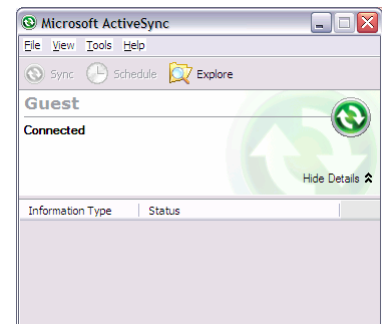 Microsoft ActiveSync
File View Tools Help
Sync Schedule Explore
Guest
Connected
Hide Details
Information Type Status